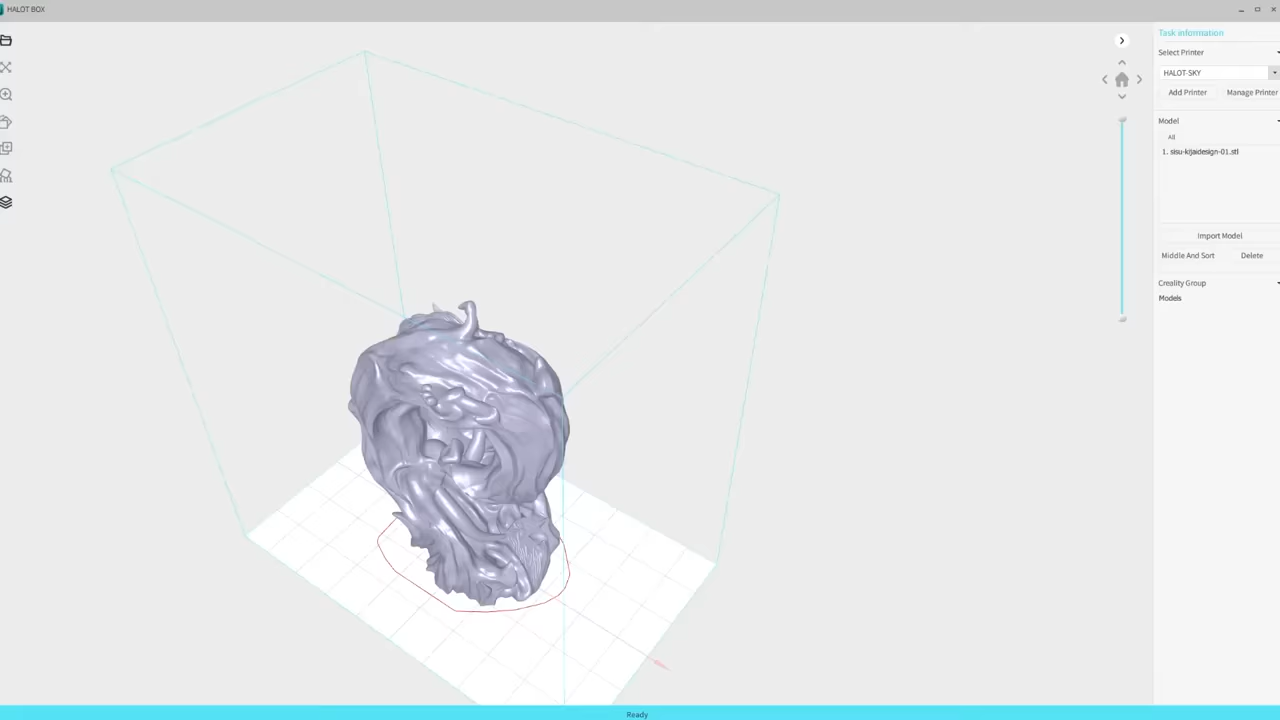 HALOT BOX
Task information
Select Printer
HALOT-SKY
Add Printer Manage Printer
Model
All
1. sisu-kijaidesign-01.stl
Import Model
Middle And Sort Delete
Creality Group
Models
Ready